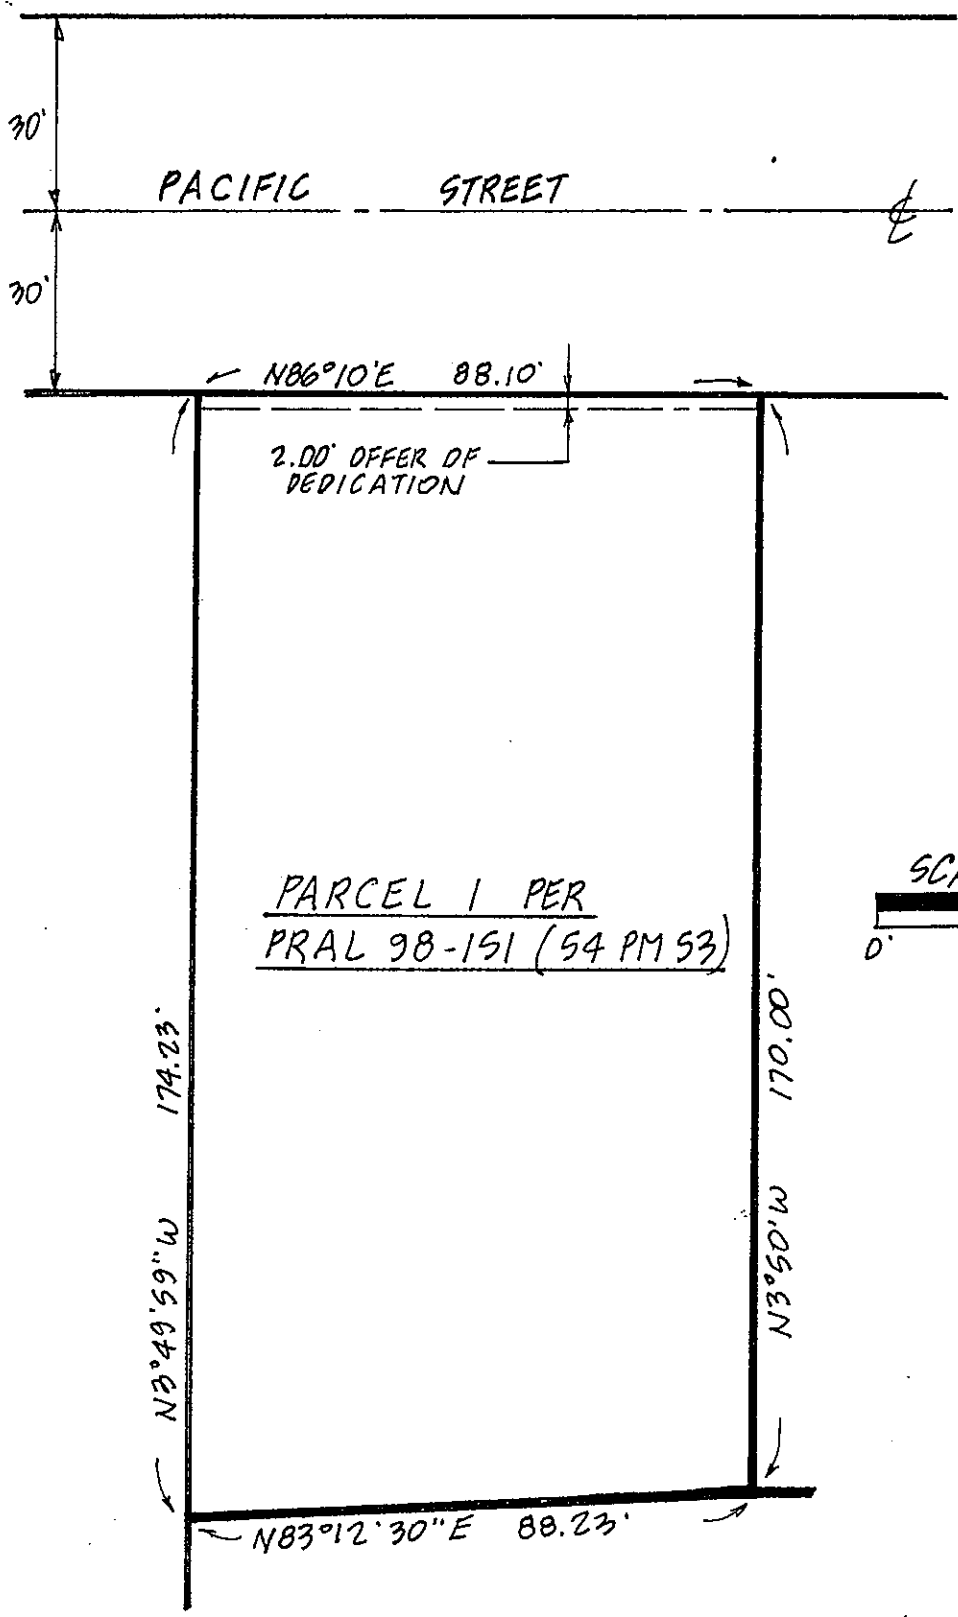 30'
PACIFIC STREET
℄
30'
N86°10'E 88.10'
2.00' OFFER OF
DEDICATION
PARCEL 1 PER
PRAL 98-151 (54 PM 53)
SCA
0'
N3°49'59"W 174.23'
N3°50'W 170.00'
N83°12'30"E 88.23'